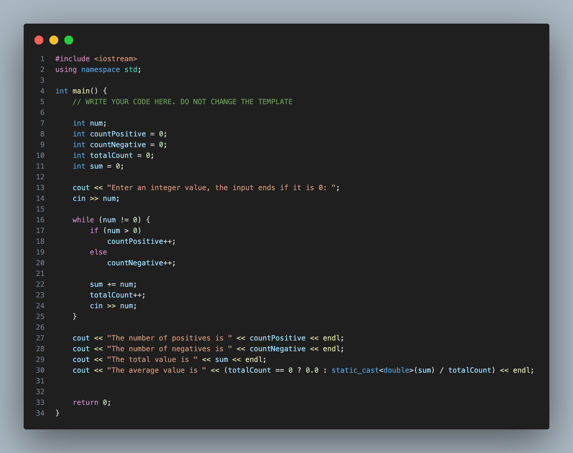 1 #include <iostream>
2 using namespace std;
3
4 int main() {
5     // WRITE YOUR CODE HERE. DO NOT CHANGE THE TEMPLATE
6
7     int num;
8     int countPositive = 0;
9     int countNegative = 0;
10     int totalCount = 0;
11     int sum = 0;
12
13     cout << "Enter an integer value, the input ends if it is 0: ";
14     cin >> num;
15
16     while (num != 0) {
17         if (num > 0)
18             countPositive++;
19         else
20             countNegative++;
21
22         sum += num;
23         totalCount++;
24         cin >> num;
25     }
26
27     cout << "The number of positives is " << countPositive << endl;
28     cout << "The number of negatives is " << countNegative << endl;
29     cout << "The total value is " << sum << endl;
30     cout << "The average value is " << (totalCount == 0 ? 0.0 : static_cast<double>(sum) / totalCount) << endl;
31
32
33     return 0;
34 }